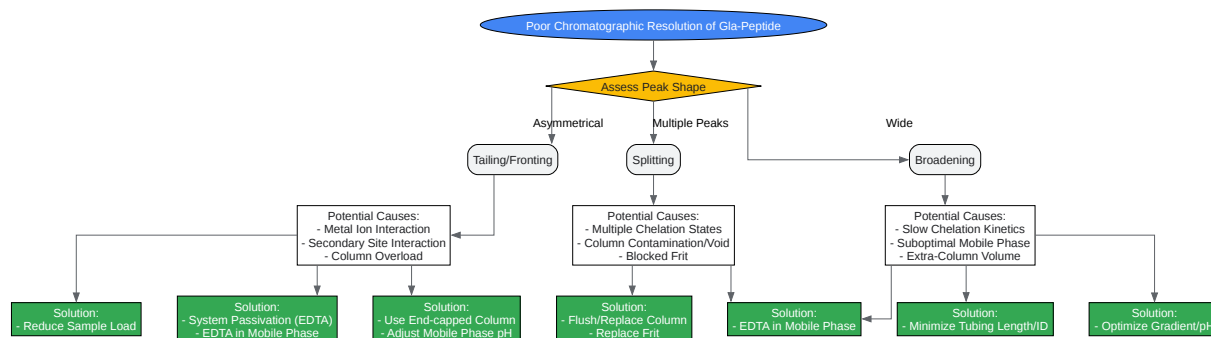 Poor Chromatographic Resolution of Gla-Peptide
Assess Peak Shape
Asymmetrical
Multiple Peaks
Wide
Tailing/Fronting
Splitting
Broadening
Potential Causes:
- Metal Ion Interaction
- Secondary Site Interaction
- Column Overload
Potential Causes:
- Multiple Chelation States
- Column Contamination/Void
- Blocked Frit
Potential Causes:
- Slow Chelation Kinetics
- Suboptimal Mobile Phase
- Extra-Column Volume
Solution:
- Reduce Sample Load
Solution:
- System Passivation (EDTA)
- EDTA in Mobile Phase
Solution:
- Use End-capped Column
- Adjust Mobile Phase pH
Solution:
- Flush/Replace Column
- Replace Frit
Solution:
- EDTA in Mobile Phase
Solution:
- Minimize Tubing Length/ID
Solution:
- Optimize Gradient/pH